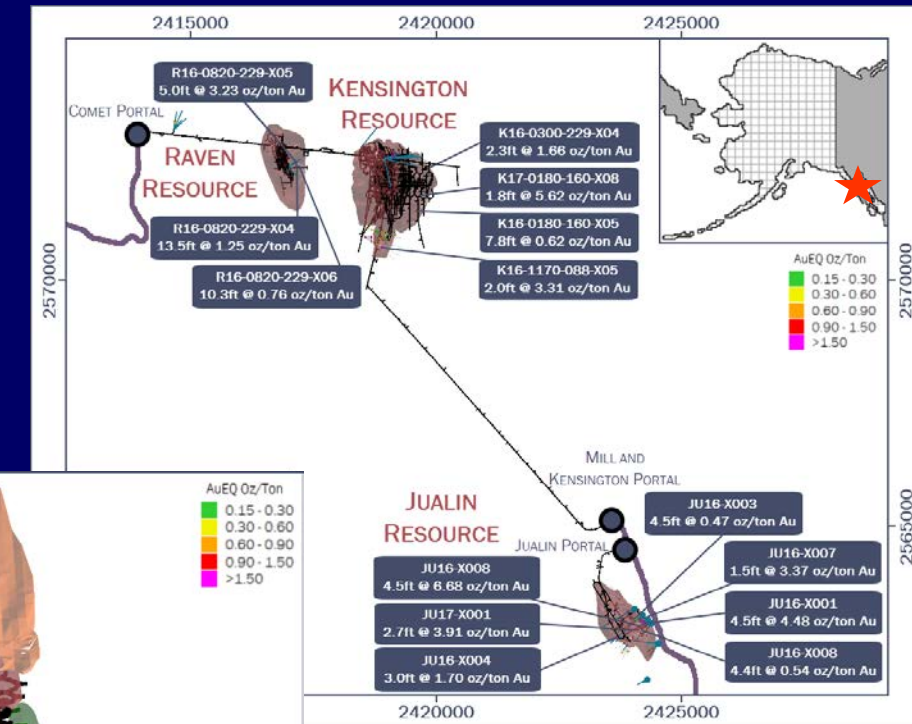 2415000
2420000
2425000
R16-0820-229-X05
5.0ft @ 3.23 oz/ton Au
COMET PORTAL
KENSINGTON
RESOURCE
K16-0300-229-X04
2.3ft @ 1.66 oz/ton Au
RAVEN
RESOURCE
K17-0180-160-X08
1.8ft @ 5.62 oz/ton Au
R16-0820-229-X04
13.5ft @ 1.25 oz/ton Au
K16-0180-160-X05
7.8ft @ 0.62 oz/ton Au
R16-0820-229-X06
10.3ft @ 0.76 oz/ton Au
K16-1170-088-X05
2.0ft @ 3.31 oz/ton Au
2570000
2570000
AuEQ Oz/Ton
0.15 - 0.30
0.30 - 0.60
0.60 - 0.90
0.90 - 1.50
>1.50
MILL AND
KENSINGTON PORTAL
AuEQ Oz/Ton
0.15 - 0.30
0.30 - 0.60
0.60 - 0.90
0.90 - 1.50
>1.50
JUALIN
RESOURCE
JU16-X003
4.5ft @ 0.47 oz/ton Au
2565000
JUALIN PORTAL
JU16-X007
1.5ft @ 3.37 oz/ton Au
JU16-X008
4.5ft @ 6.68 oz/ton Au
JU16-X001
4.5ft @ 4.48 oz/ton Au
JU17-X001
2.7ft @ 3.91 oz/ton Au
JU16-X008
4.4ft @ 0.54 oz/ton Au
JU16-X004
3.0ft @ 1.70 oz/ton Au
2420000
2425000